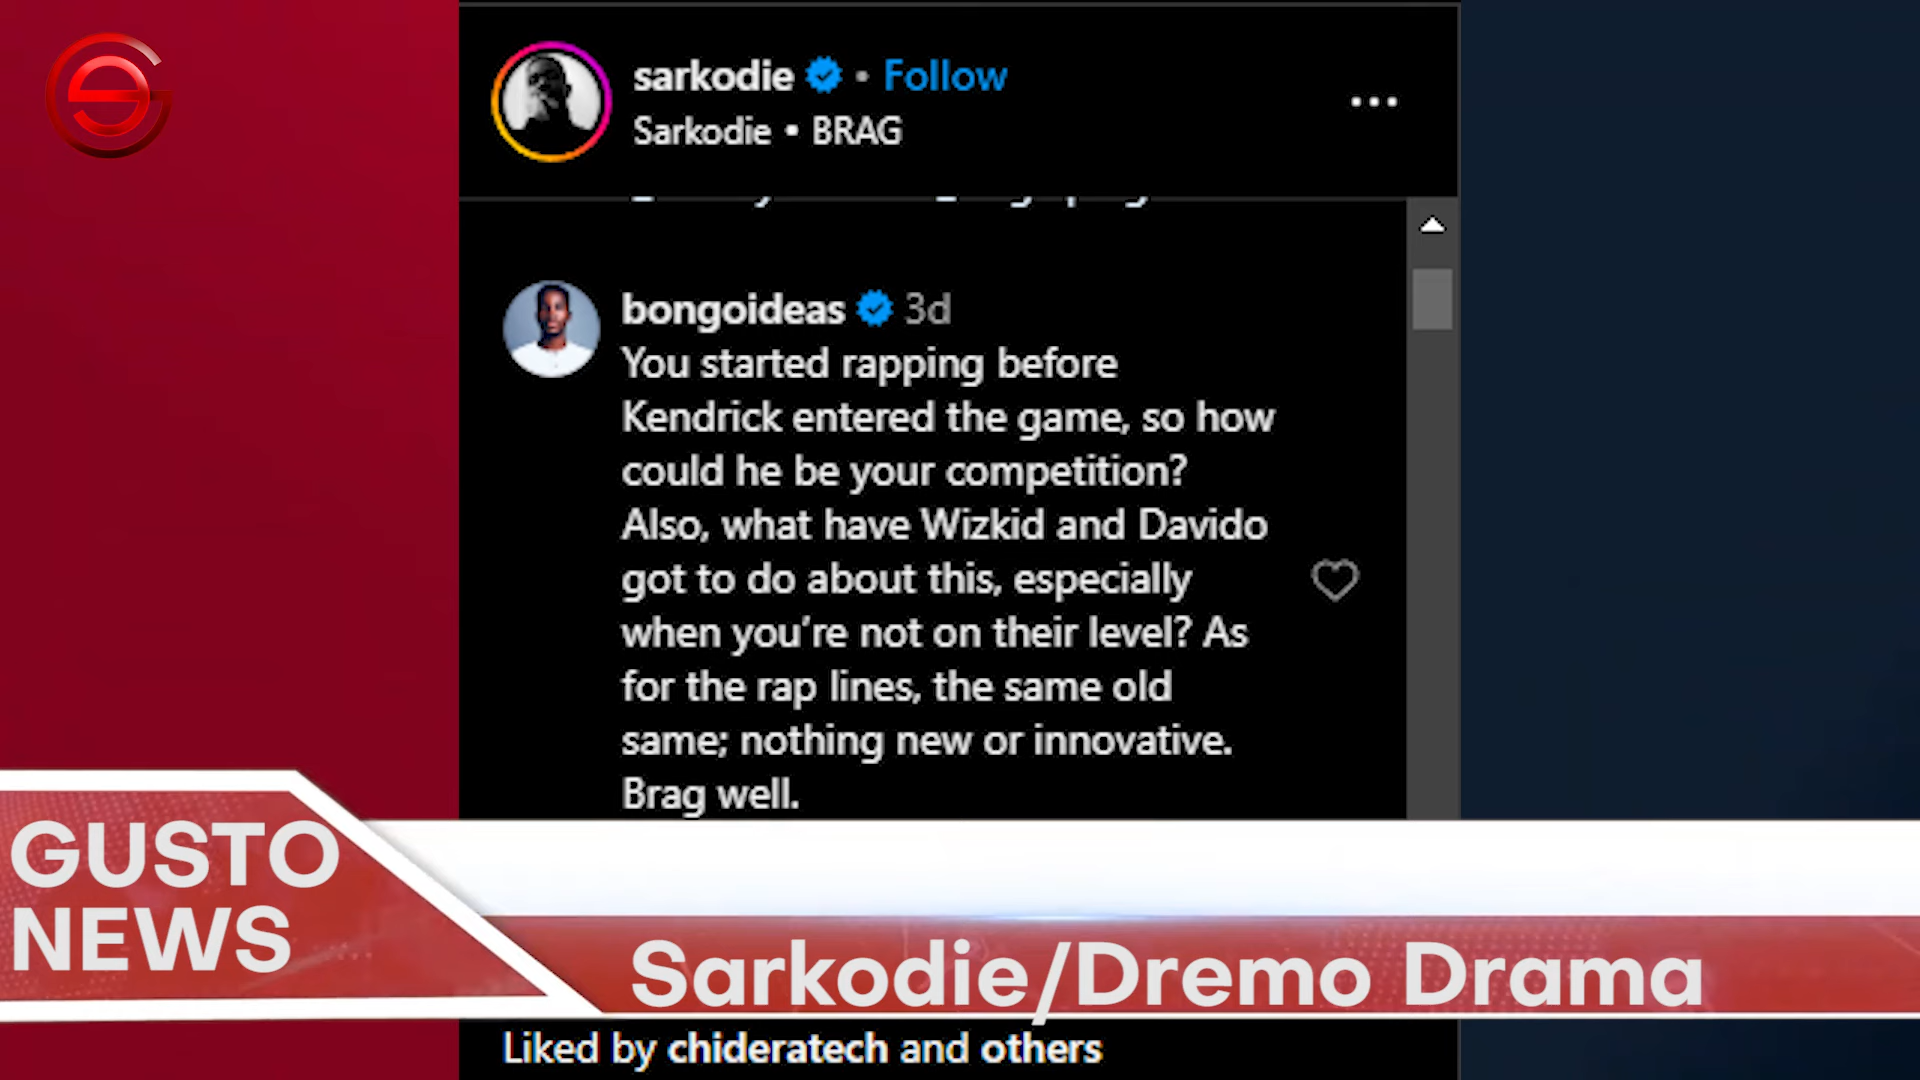 sarkodie • Follow
Sarkodie • BRAG
bongoideas 3d
You started rapping before
Kendrick entered the game, so how
could he be your competition?
Also, what have Wizkid and Davido
got to do about this, especially
when you’re not on their level? As
for the rap lines, the same old
same; nothing new or innovative.
Brag well.
GUSTO
NEWS
Sarkodie/Dremo Drama
Liked by chideratech and others